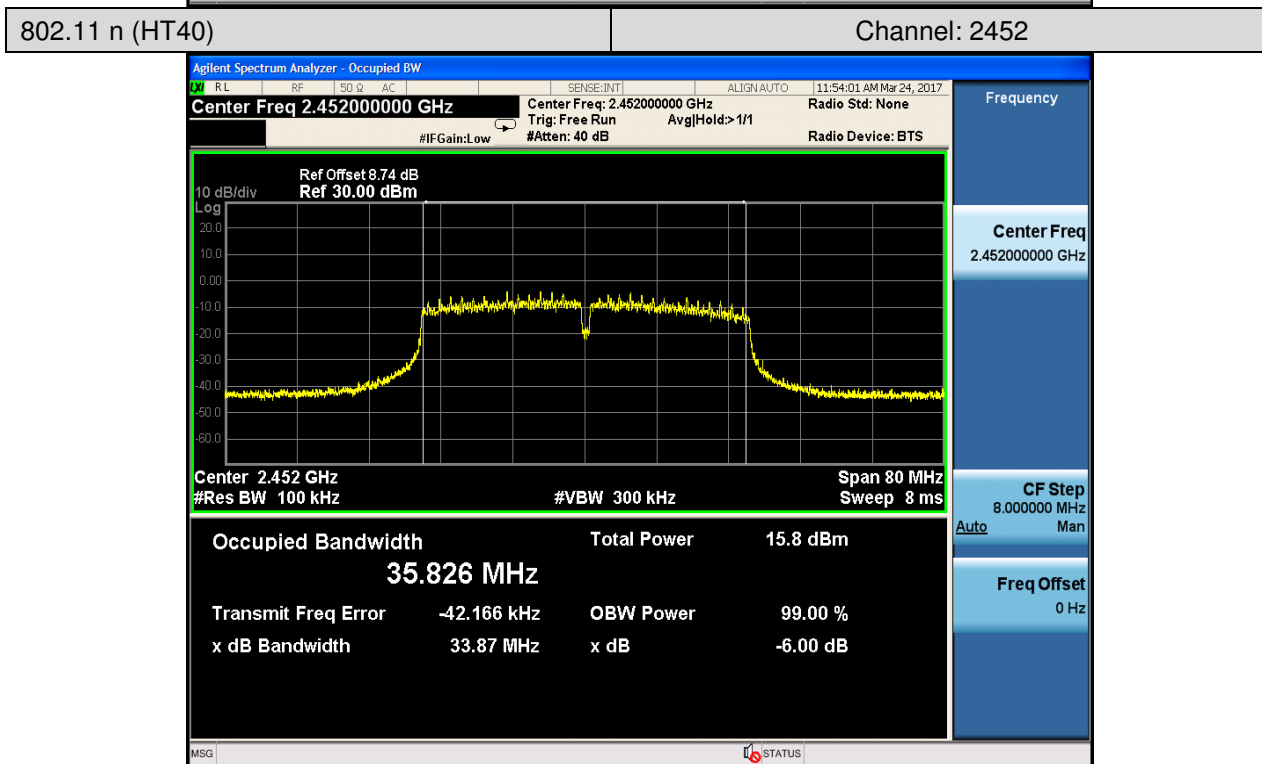 802.11 n (HT40) Channel: 2452
Agilent Spectrum Analyzer - Occupied BW
LXI RL RF 50 Ω AC SENSE:INT ALIGN AUTO 11:54:01 AM Mar 24, 2017
Center Freq 2.452000000 GHz Center Freq: 2.452000000 GHz Radio Std: None
Trig: Free Run Avg|Hold:>1/1
#IFGain:Low #Atten: 40 dB Radio Device: BTS
Frequency
Ref Offset 8.74 dB
10 dB/div Ref 30.00 dBm
Log
20.0
10.0
0.00
-10.0
-20.0
-30.0
-40.0
-50.0
-60.0
Center 2.452 GHz Span 80 MHz
#Res BW 100 kHz #VBW 300 kHz Sweep 8 ms
Center Freq
2.452000000 GHz
CF Step
8.000000 MHz
Auto Man
Freq Offset
0 Hz
Occupied Bandwidth Total Power 15.8 dBm
35.826 MHz
Transmit Freq Error -42.166 kHz OBW Power 99.00 %
x dB Bandwidth 33.87 MHz x dB -6.00 dB
MSG STATUS